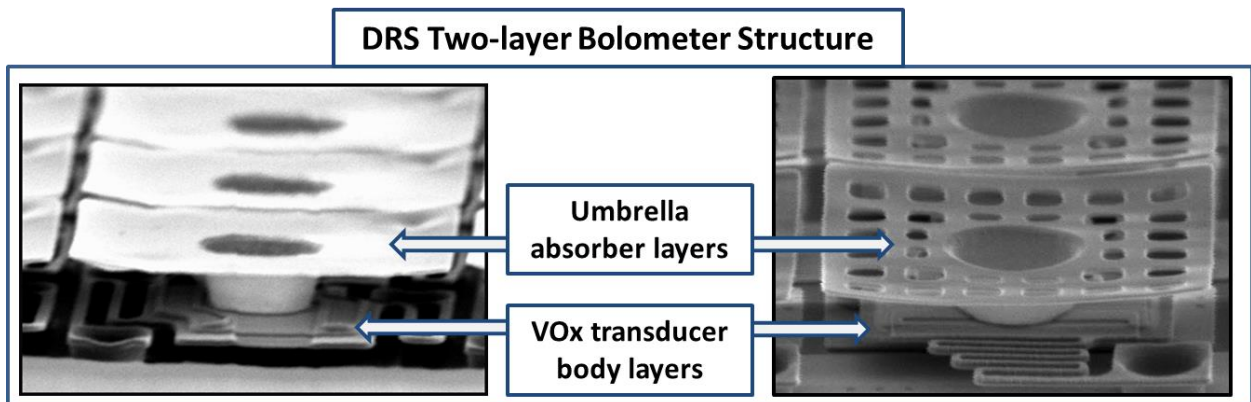 DRS Two-layer Bolometer Structure
Umbrella
absorber layers
VOx transducer
body layers